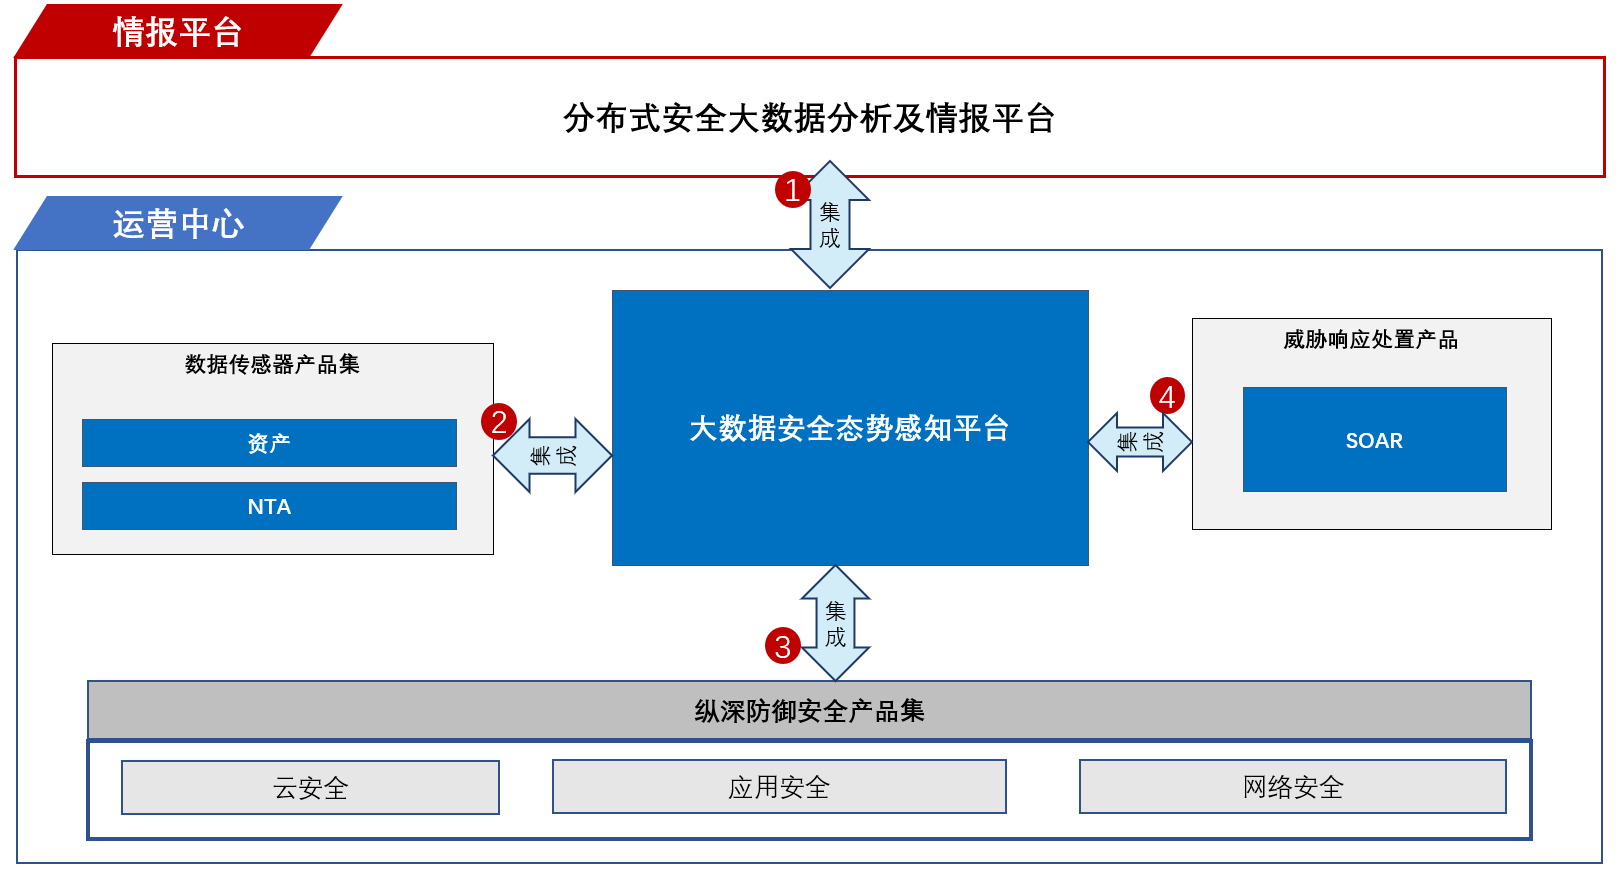 情报平台
分布式安全大数据分析及情报平台
1
集
成
运营中心
数据传感器产品集
资产
NTA
2
集成
大数据安全态势感知平台
4
集成
威胁响应处置产品
SOAR
3
集
成
纵深防御安全产品集
云安全
应用安全
网络安全